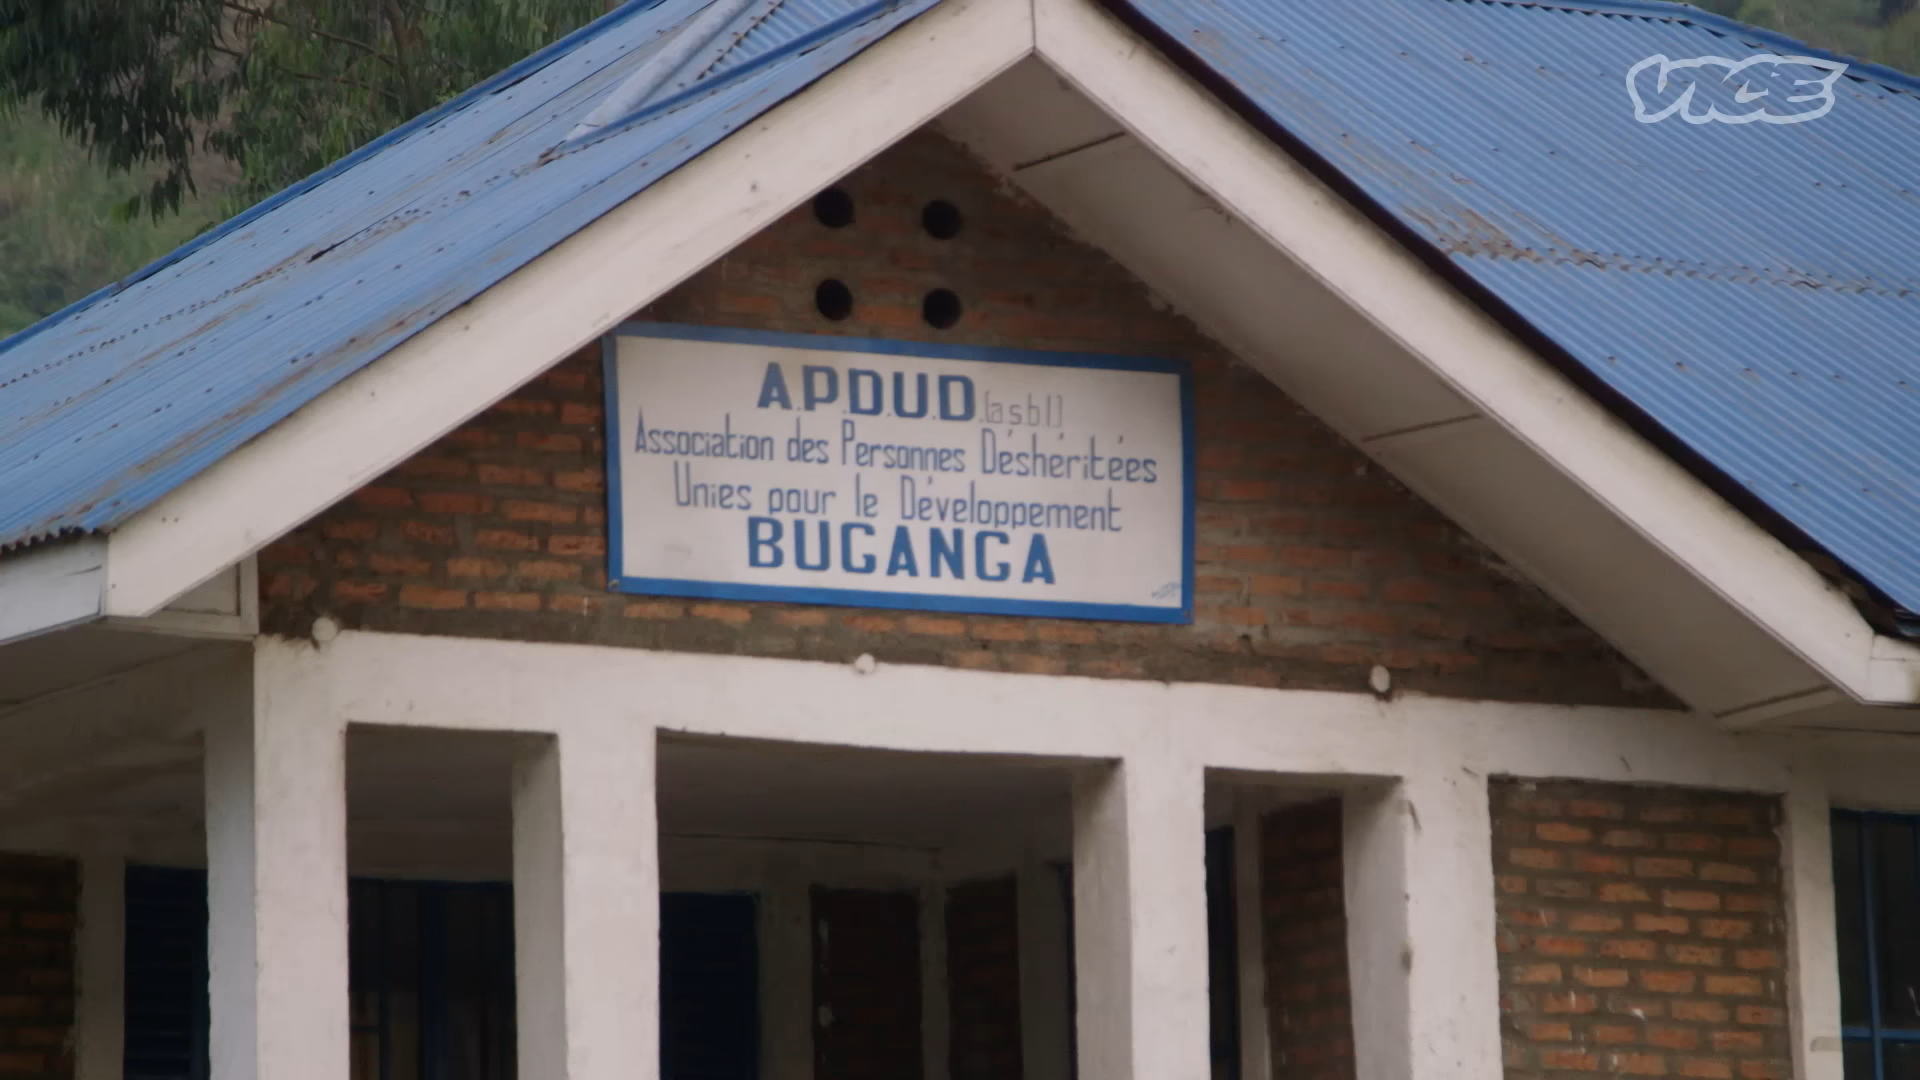 VICE
A.P.D.U.D.(a.s.b.l)
Association des Personnes Déshéritées
Unies pour le Développement
BUGANGA